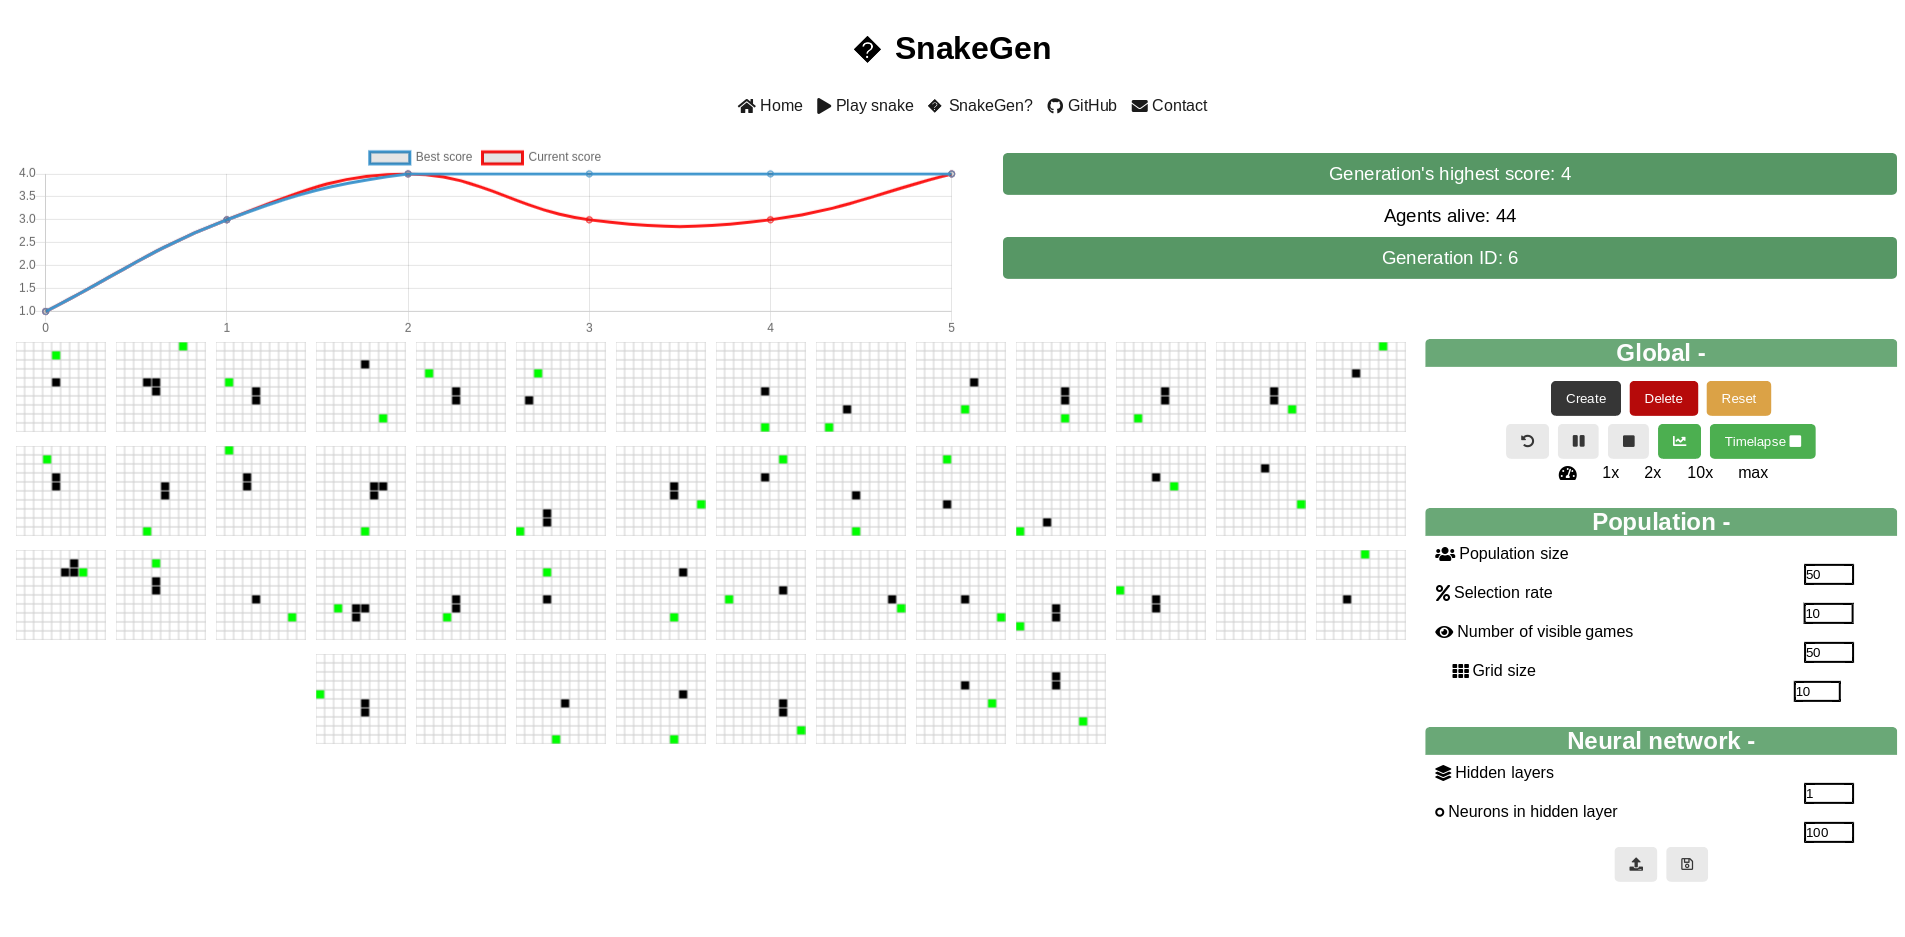 � SnakeGen
Home Play snake � SnakeGen? GitHub Contact
Best score Current score
4.0
3.5
3.0
2.5
2.0
1.5
1.0
0 1 2 3 4 5
Generation's highest score: 4
Agents alive: 44
Generation ID: 6
Global -
Create Delete Reset
Timelapse
1x 2x 10x max
Population -
Population size
50
Selection rate
10
Number of visible games
50
Grid size
10
Neural network -
Hidden layers
1
Neurons in hidden layer
100